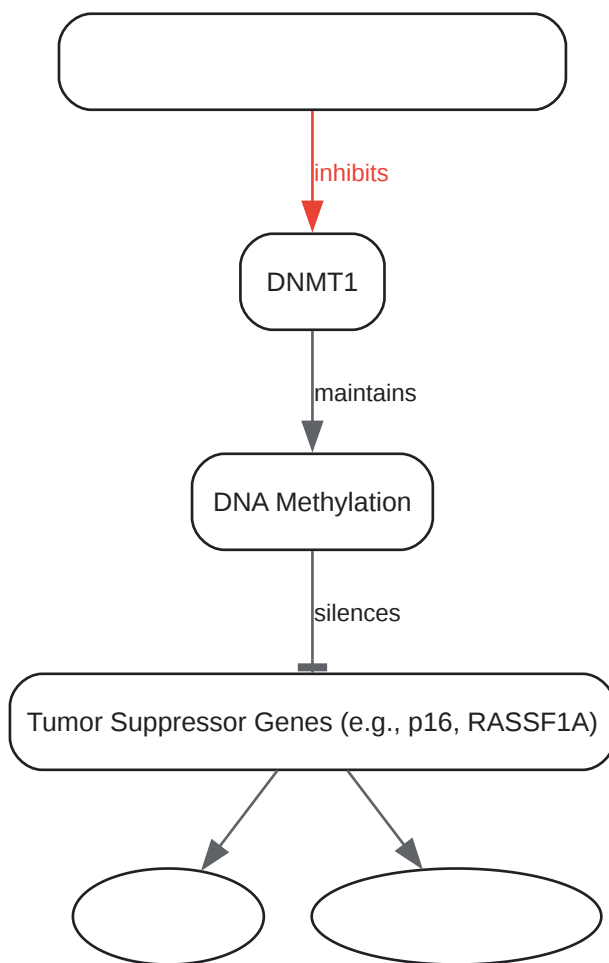 inhibits
DNMT1
maintains
DNA Methylation
silences
Tumor Suppressor Genes (e.g., p16, RASSF1A)